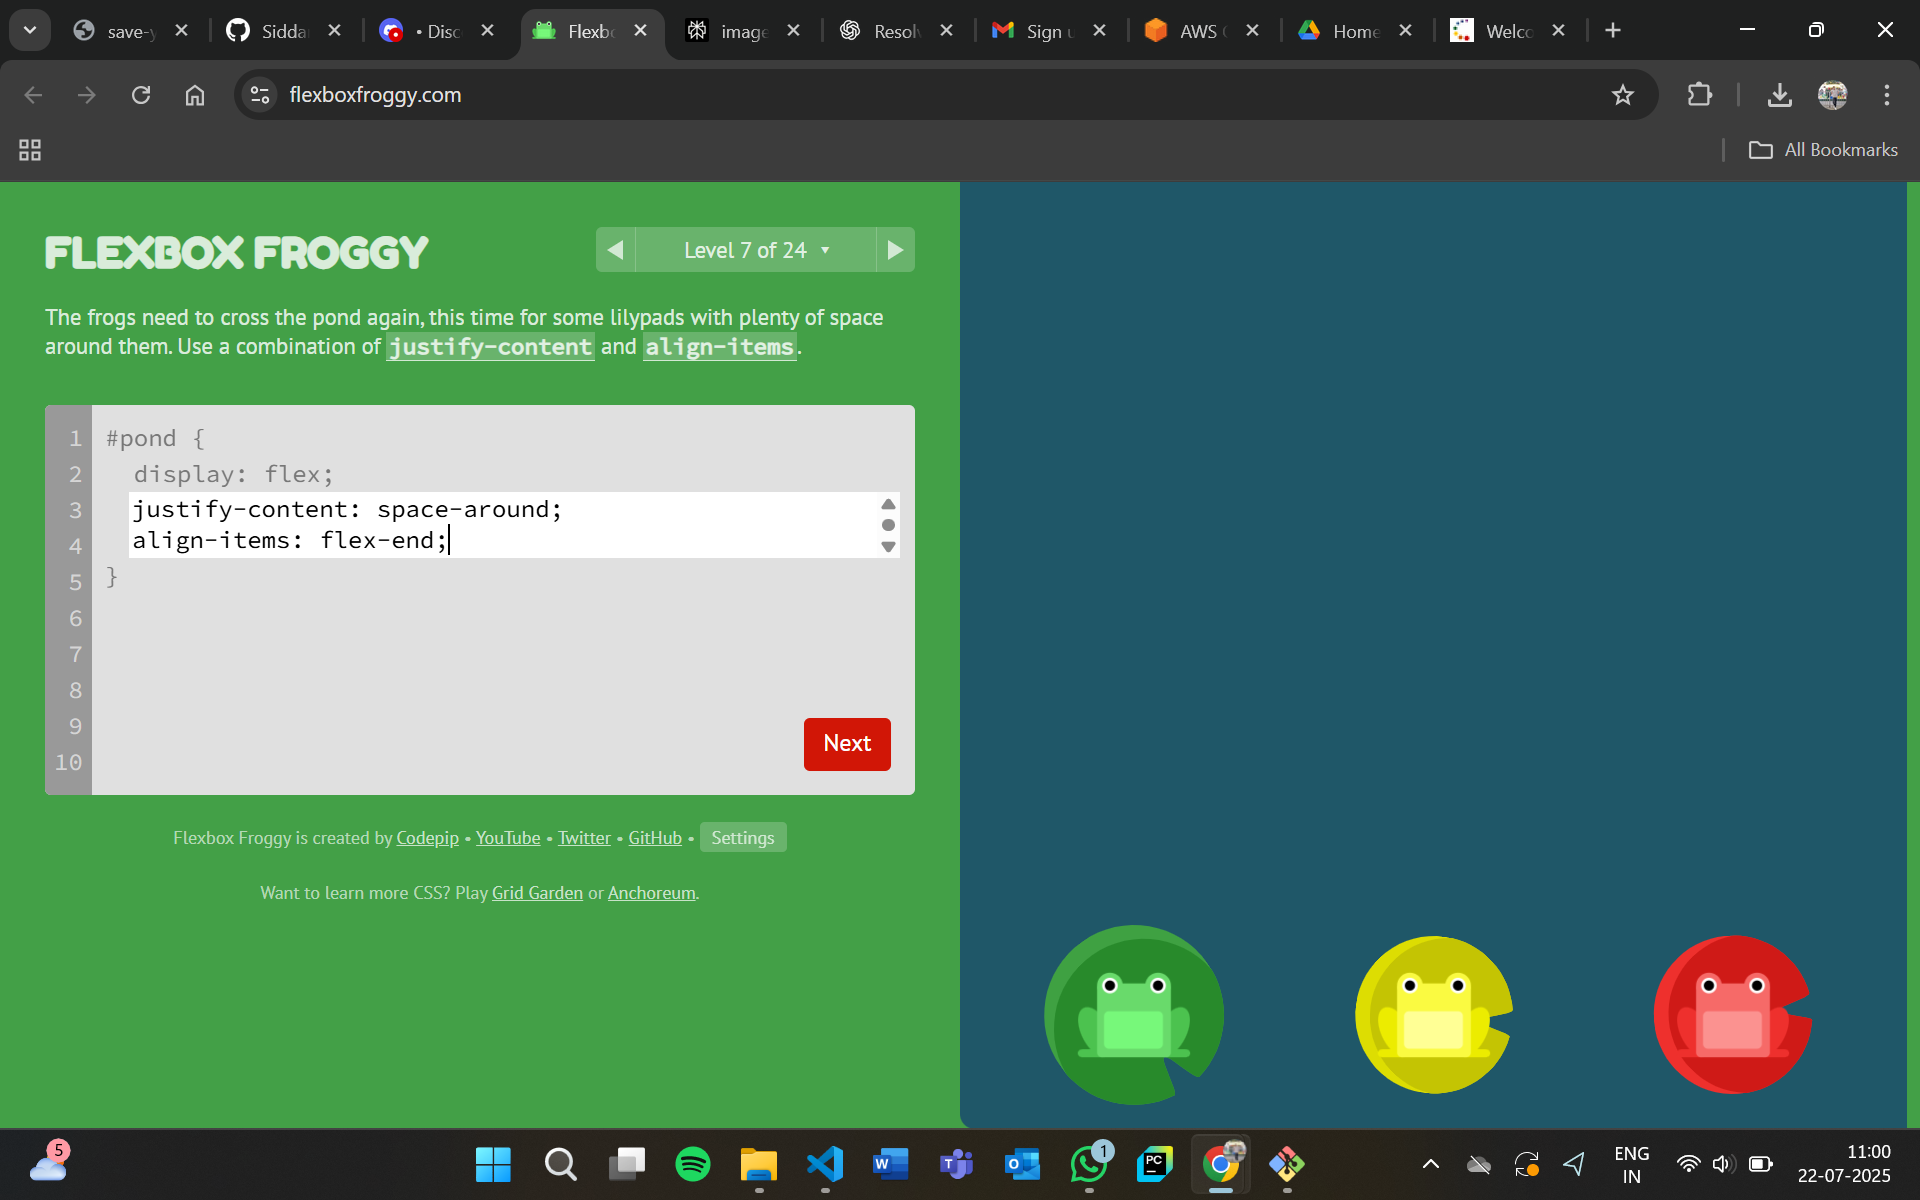 save-y
Sidda
• Disc
Flexbo
image
Resolv
Sign u
AWS C
Home
Welco
flexboxfroggy.com
All Bookmarks
FLEXBOX FROGGY
Level 7 of 24
The frogs need to cross the pond again, this time for some lilypads with plenty of space
around them. Use a combination of justify-content and align-items.
1 #pond {
2 display: flex;
3 justify-content: space-around;
4 align-items: flex-end;
5 }
6
7
8
9
10
Next
Flexbox Froggy is created by Codepip • YouTube • Twitter • GitHub • Settings
Want to learn more CSS? Play Grid Garden or Anchoreum.
5
W
T
O
1
PC
ENG
IN
11:00
22-07-2025